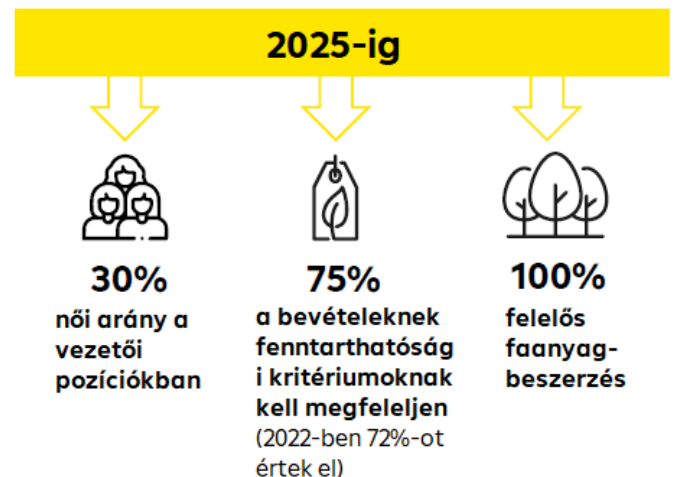 2025-ig
30%
női arány a
vezetői
pozíciókban
75%
a bevételeknek
fenntarthatóság
i kritériumoknak
kell megfeleljen
(2022-ben 72%-ot
értek el)
100%
felelős
faanyag-
beszerzés